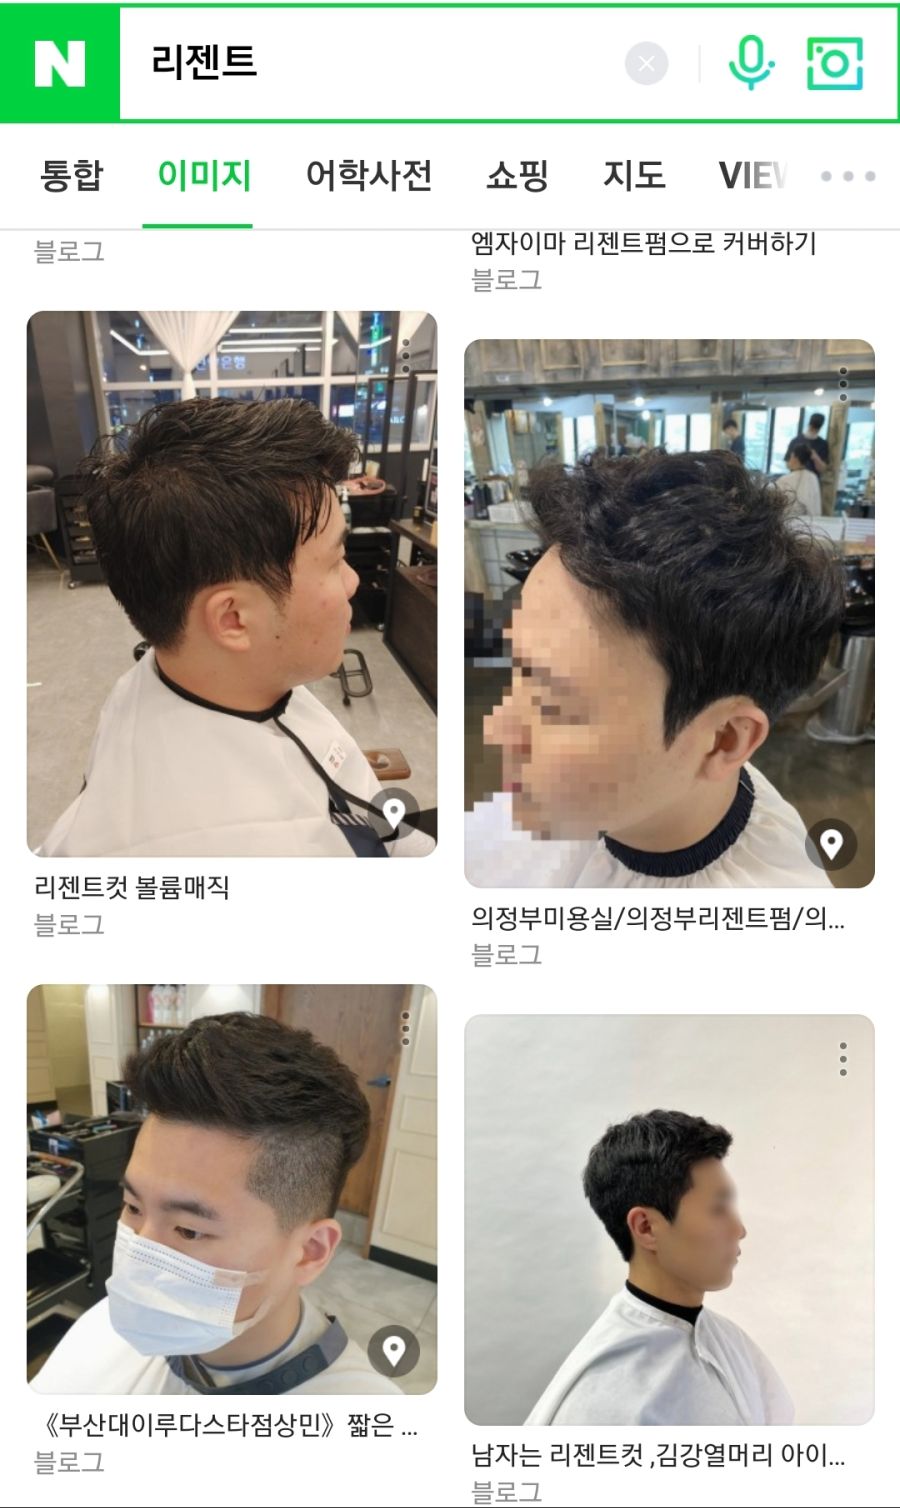 N 리젠트
통합 이미지 어학사전 쇼핑 지도 VIEW
블로그
엠자이마 리젠트펌으로 커버하기
블로그
리젠트컷 볼륨매직
블로그
의정부미용실/의정부리젠트펌/의...
블로그
《부산대이루다스타점상민》 짧은 ...
블로그
남자는 리젠트컷 ,김강열머리 아이...
블로그